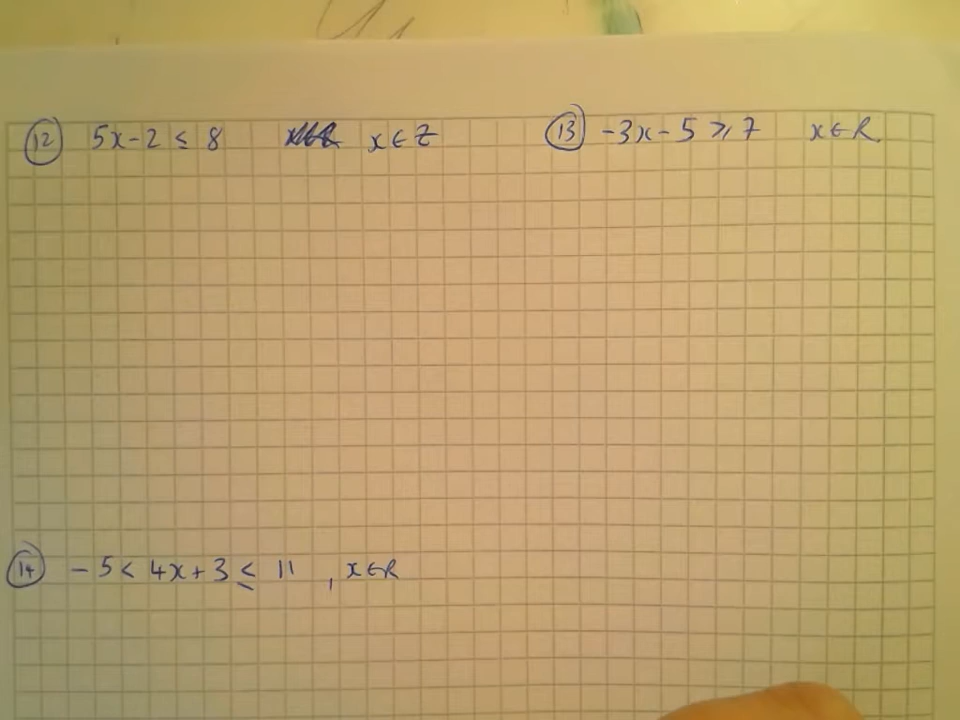 12 5x-2 ≤ 8 x∈Z
13 -3x-5 ≥ 7 x∈R
14 -5 < 4x+3 ≤ 11 , x∈R